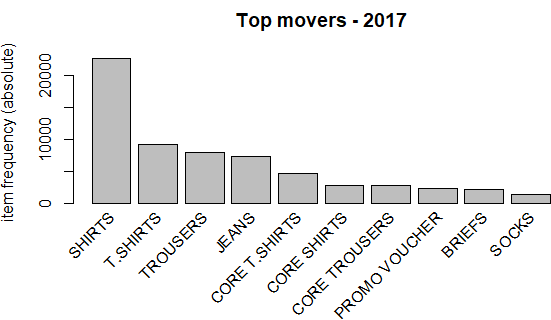 Top movers - 2017
item frequency (absolute)
20000
10000
0
SHIRTS
T.SHIRTS
TROUSERS
JEANS
CORE T.SHIRTS
CORE SHIRTS
CORE TROUSERS
PROMO VOUCHER
BRIEFS
SOCKS